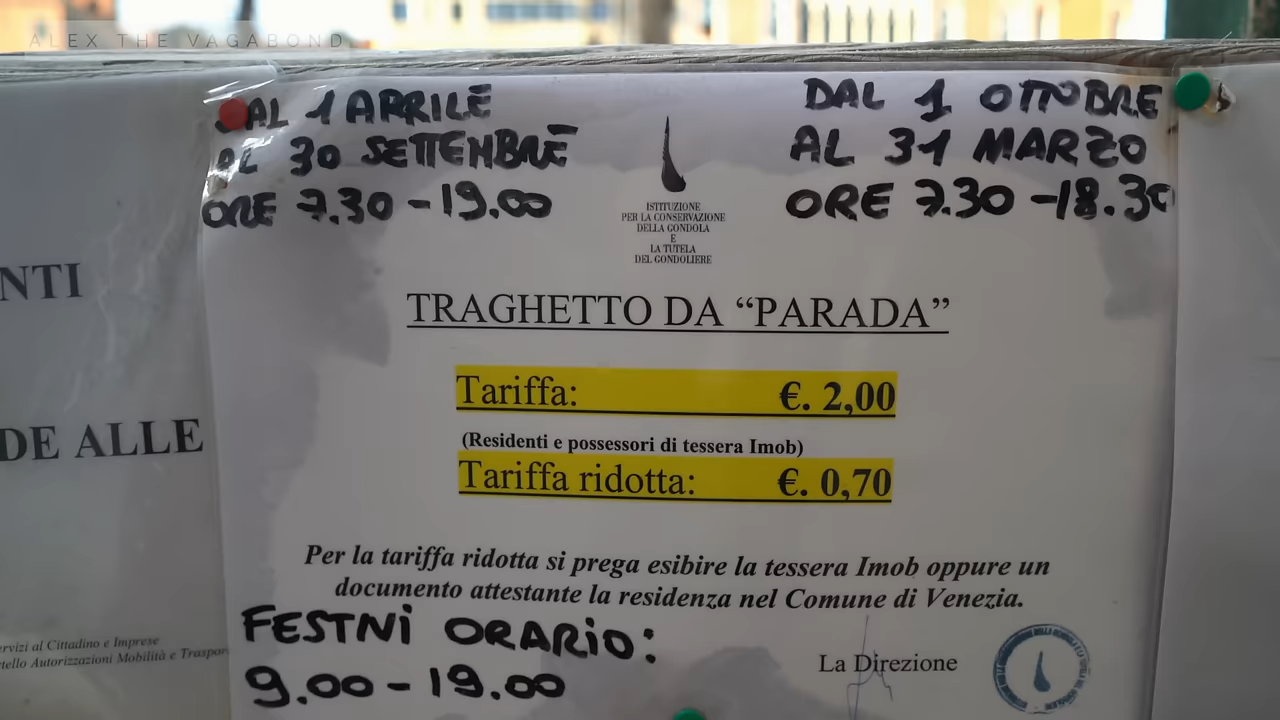 ALEX THE VAGABOND
DAL 1 APRILE
AL 30 SETTEMBRE
ORE 7.30 - 19.00
DAL 1 OTTOBRE
AL 31 MARZO
ORE 7.30 - 18.30
ISTITUZIONE
PER LA CONSERVAZIONE
DELLA GONDOLA
E
LA TUTELA
DEL GONDOLIERE
TRAGHETTO DA “PARADA”
Tariffa: €. 2,00
(Residenti e possessori di tessera Imob)
Tariffa ridotta: €. 0,70
Per la tariffa ridotta si prega esibire la tessera Imob oppure un
documento attestante la residenza nel Comune di Venezia.
FESTNI ORARIO:
9.00 - 19.00
La Direzione
NTI
DE ALLE
ervizi al Cittadino e Imprese
tello Autorizzazioni Mobilità e Traspor